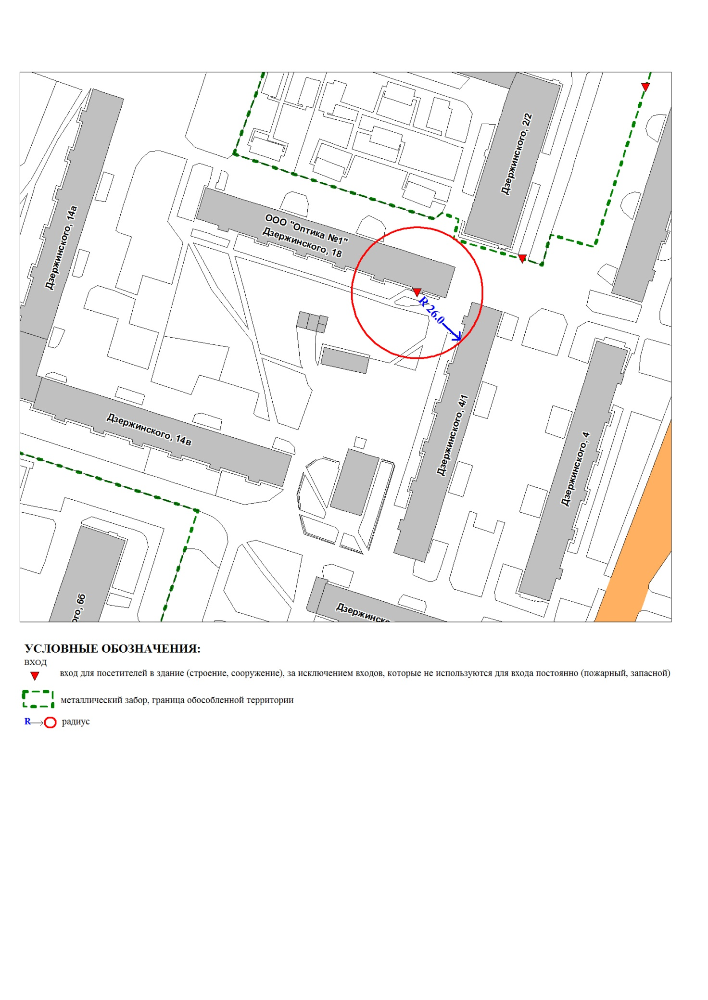 Дзержинского, 2/2
Дзержинского, 14а
ООО "Оптика №1"
Дзержинского, 18
R 26.0
Дзержинского, 4/1
Дзержинского, 14в
Дзержинского, 4
ого, 6б
Дзержинско
УСЛОВНЫЕ ОБОЗНАЧЕНИЯ:
ВХОД
вход для посетителей в здание (строение, сооружение), за исключением входов, которые не используются для входа постоянно (пожарный, запасной)
металлический забор, граница обособленной территории
R радиус